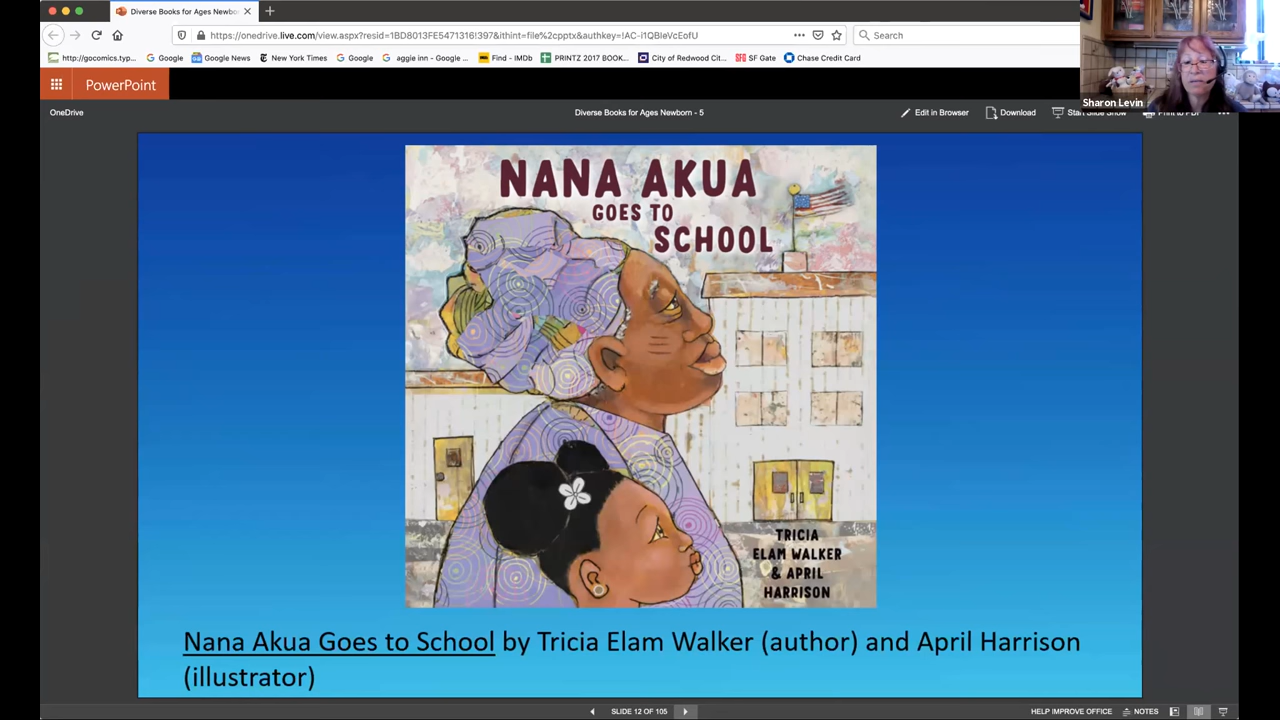 Diverse Books for Ages Newbor
https://onedrive.live.com/view.aspx?resid=1BD8013FE5471316!397&ithint=file%2cpptx&authkey=!AC-i1QBIeVcEofU
Search
http://gocomics.typ... Google Google News New York Times Google aggie inn - Google ... Find - IMDb PRINTZ 2017 BOOK... City of Redwood Cit... SF Gate Chase Credit Card
Sharon Levin
PowerPoint
OneDrive
Diverse Books for Ages Newborn - 5
Edit in Browser Download Start Slide Show Print to PDF
NANA AKUA
GOES TO
SCHOOL
TRICIA
ELAM WALKER
& APRIL
HARRISON
Nana Akua Goes to School by Tricia Elam Walker (author) and April Harrison
(illustrator)
SLIDE 12 OF 105
HELP IMPROVE OFFICE NOTES